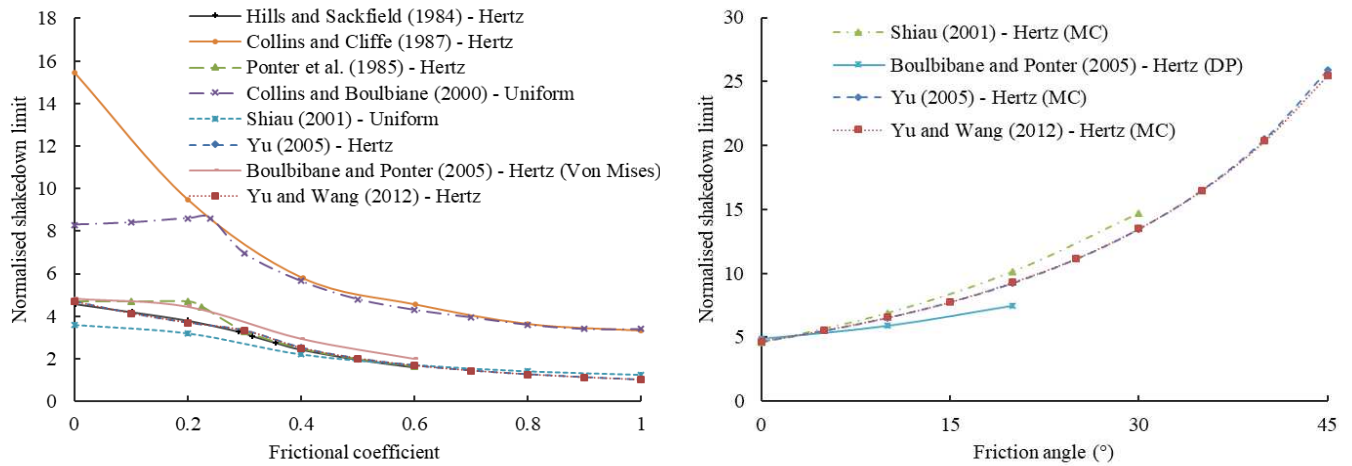 Normalised shakedown limit
18
16
14
12
10
8
6
4
2
0
Hills and Sackfield (1984) - Hertz
Collins and Cliffe (1987) - Hertz
Ponter et al. (1985) - Hertz
Collins and Boulbiane (2000) - Uniform
Shiau (2001) - Uniform
Yu (2005) - Hertz
Boulbibane and Ponter (2005) - Hertz (Von Mises)
Yu and Wang (2012) - Hertz
0 0.2 0.4 0.6 0.8 1
Frictional coefficient
Normalised shakedown limit
30
25
20
15
10
5
0
Shiau (2001) - Hertz (MC)
Boulbibane and Ponter (2005) - Hertz (DP)
Yu (2005) - Hertz (MC)
Yu and Wang (2012) - Hertz (MC)
0 15 30 45
Friction angle (°)